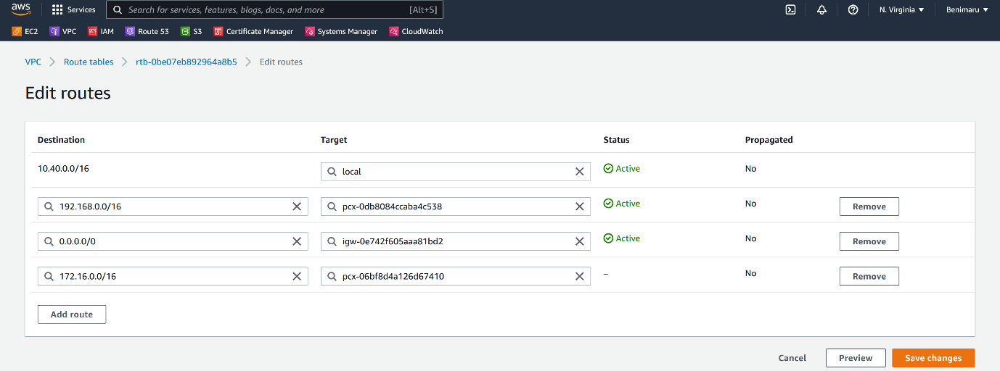 aws Services Search for services, features, blogs, docs, and more [Alt+S] N. Virginia Benimaru
EC2 VPC IAM Route 53 S3 Certificate Manager Systems Manager CloudWatch
VPC Route tables rtb-0be07eb892964a8b5 Edit routes
Edit routes
Destination Target Status Propagated
10.40.0.0/16 local Active No
192.168.0.0/16 pcx-0db8084ccaba4c538 Active No Remove
0.0.0.0/0 igw-0e742f605aaa81bd2 Active No Remove
172.16.0.0/16 pcx-06bf8d4a126d67410 – No Remove
Add route
Cancel Preview Save changes